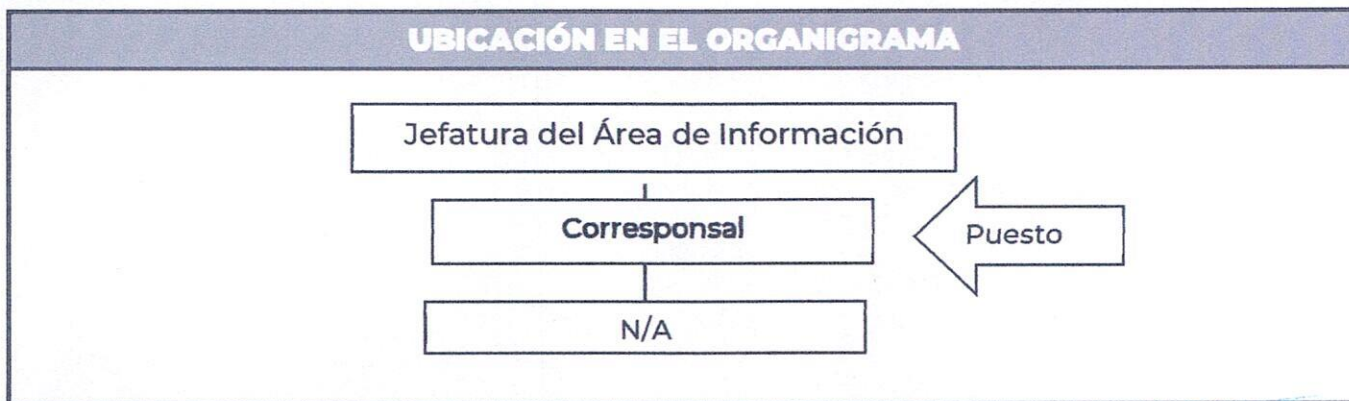 UBICACIÓN EN EL ORGANIGRAMA
Jefatura del Área de Información
Corresponsal
Puesto
N/A